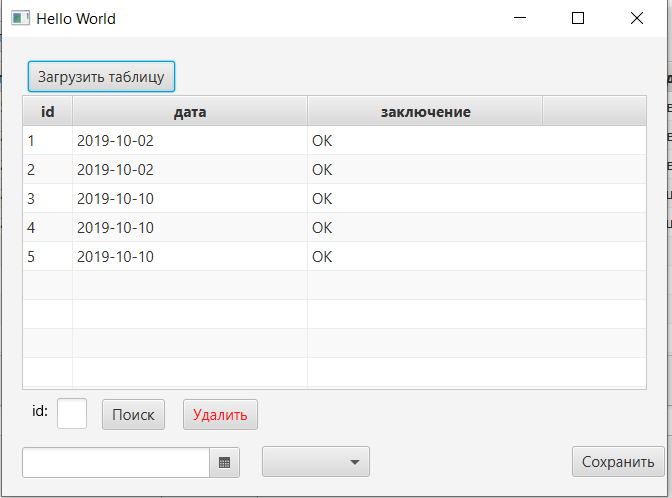 Hello World
Загрузить таблицу
id дата заключение
1 2019-10-02 OK
2 2019-10-02 OK
3 2019-10-10 OK
4 2019-10-10 OK
5 2019-10-10 OK
id: Поиск Удалить
Сохранить